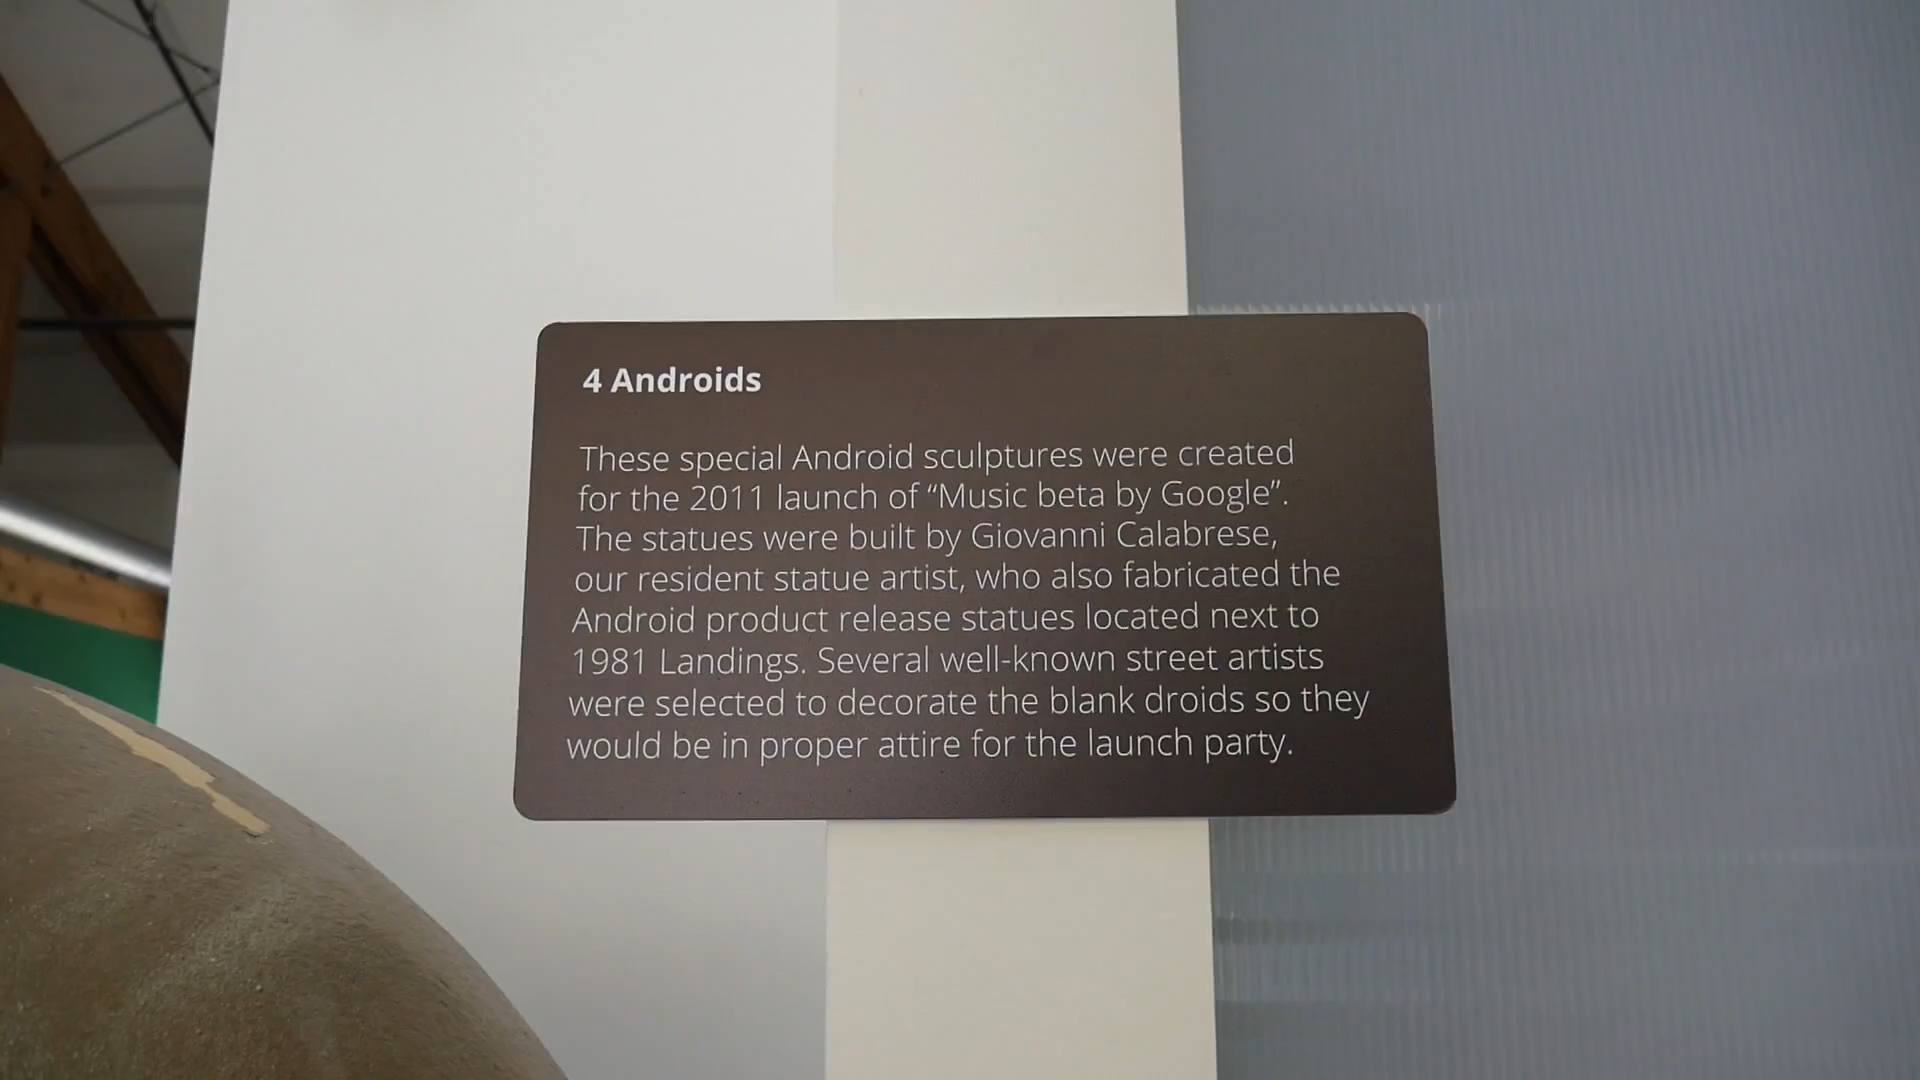 4 Androids
These special Android sculptures were created
for the 2011 launch of “Music beta by Google”.
The statues were built by Giovanni Calabrese,
our resident statue artist, who also fabricated the
Android product release statues located next to
1981 Landings. Several well-known street artists
were selected to decorate the blank droids so they
would be in proper attire for the launch party.